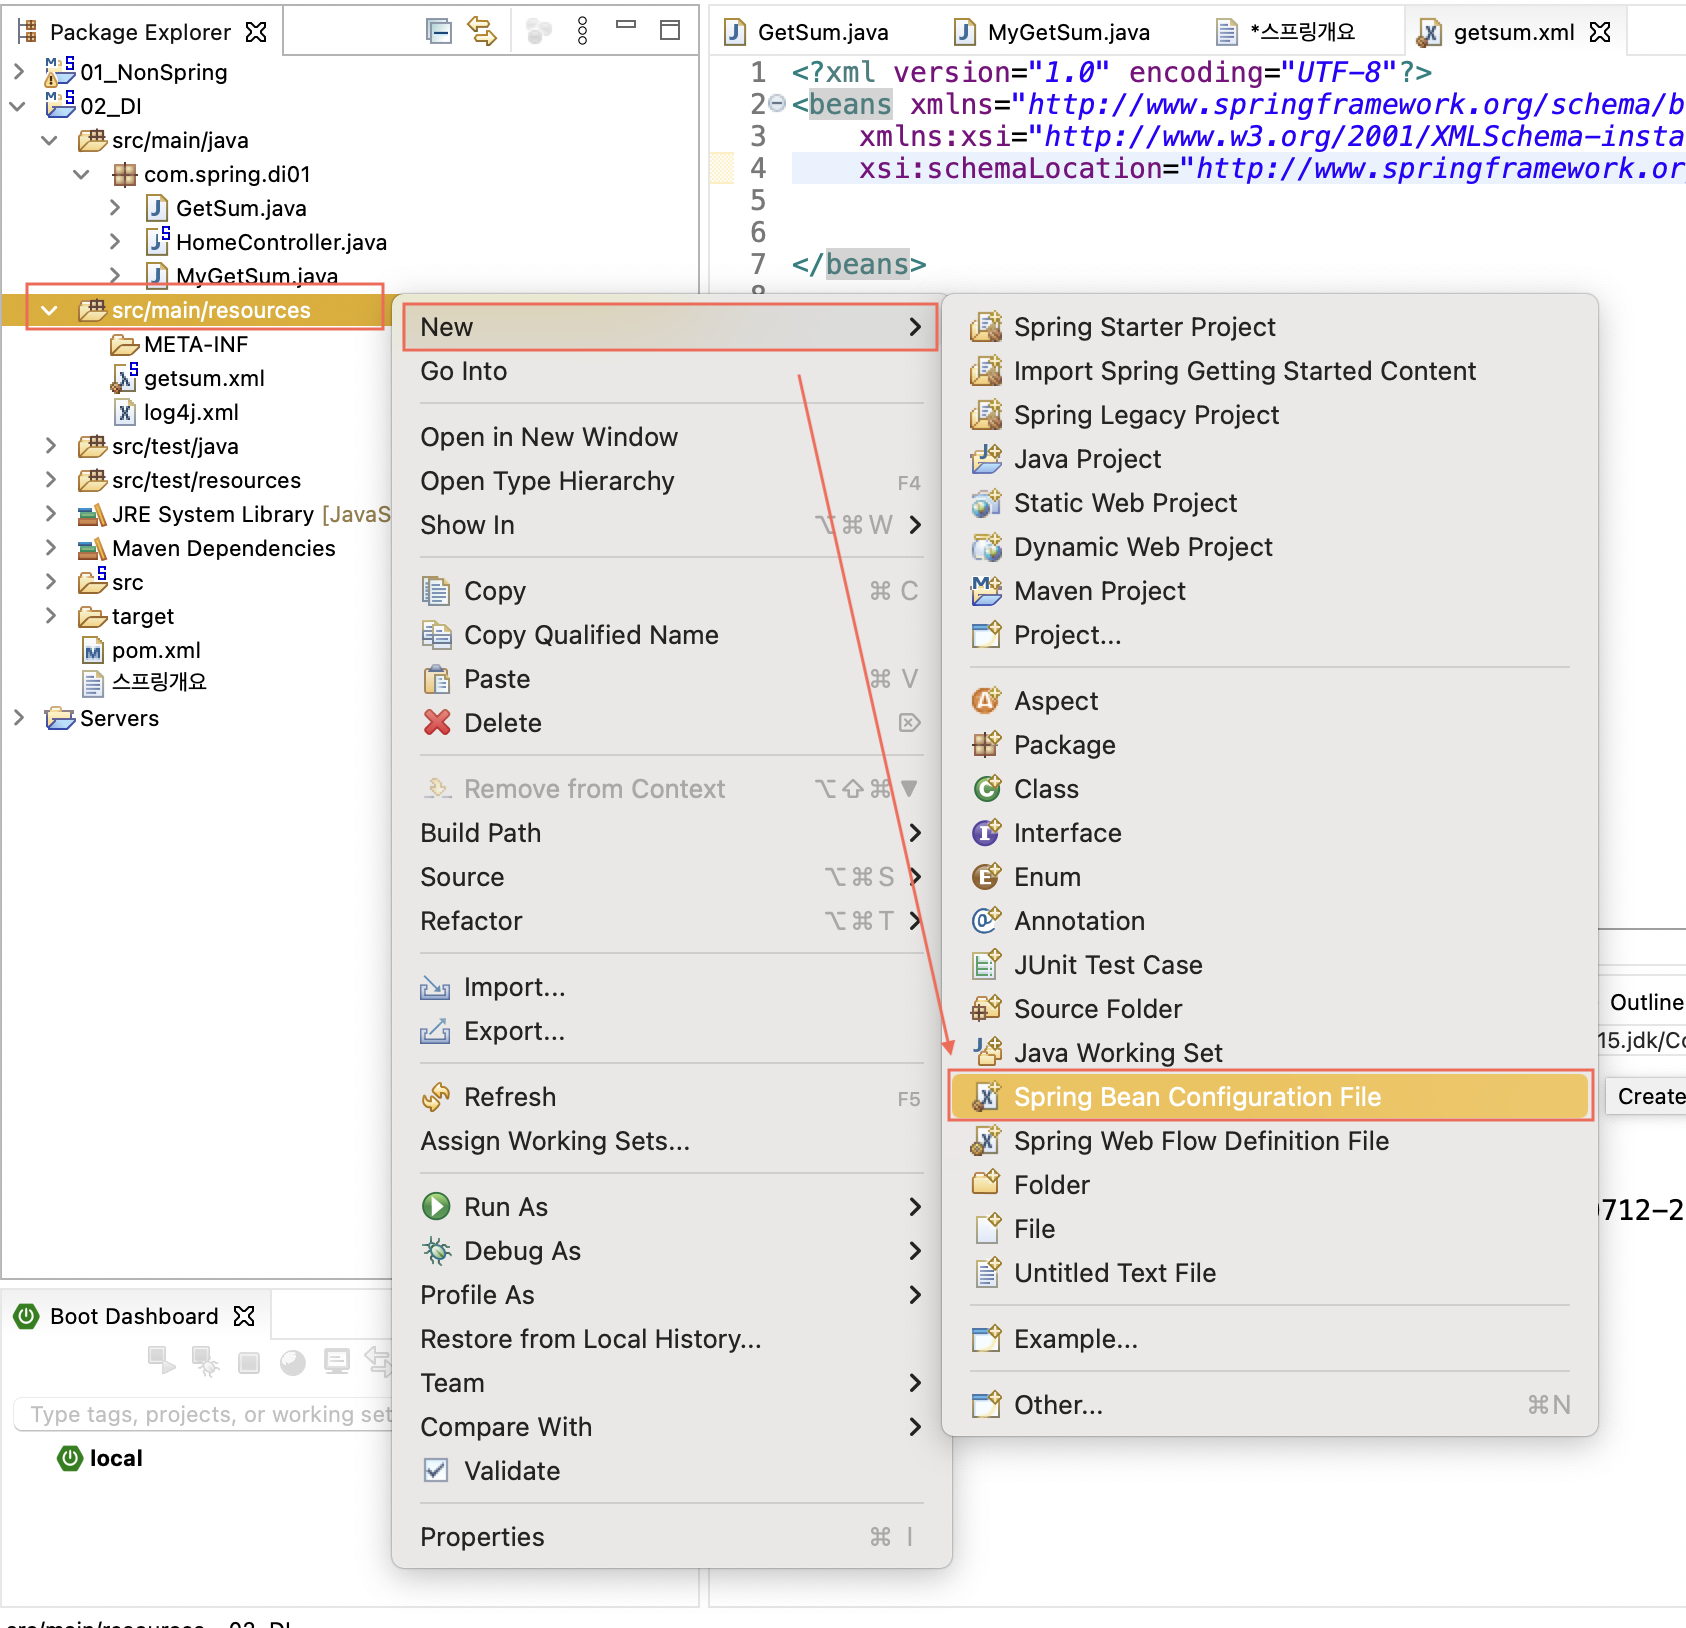 Package Explorer
01_NonSpring
02_DI
src/main/java
com.spring.di01
GetSum.java
HomeController.java
MyGetSum.java
src/main/resources
META-INF
getsum.xml
log4j.xml
src/test/java
src/test/resources
JRE System Library [JavaS
Maven Dependencies
src
target
pom.xml
스프링개요
Servers
GetSum.java
MyGetSum.java
*스프링개요
getsum.xml
1 <?xml version="1.0" encoding="UTF-8"?>
2 <beans xmlns="http://www.springframework.org/schema/b
3 xmlns:xsi="http://www.w3.org/2001/XMLSchema-insta
4 xsi:schemaLocation="http://www.springframework.or
5
6
7 </beans>
New
Go Into
Open in New Window
Open Type Hierarchy F4
Show In ⌥⌘W
Copy ⌘ C
Copy Qualified Name
Paste ⌘ V
Delete ⌦
Remove from Context ⌥⇧⌘▼
Build Path
Source ⌥⌘S
Refactor ⌥⌘T
Import...
Export...
Refresh F5
Assign Working Sets...
Run As
Debug As
Profile As
Restore from Local History...
Team
Compare With
Validate
Properties ⌘ I
Spring Starter Project
Import Spring Getting Started Content
Spring Legacy Project
Java Project
Static Web Project
Dynamic Web Project
Maven Project
Project...
Aspect
Package
Class
Interface
Enum
Annotation
JUnit Test Case
Source Folder
Java Working Set
Spring Bean Configuration File
Spring Web Flow Definition File
Folder
File
Untitled Text File
Example...
Other... ⌘N
Outline
15.jdk/Co
Create
712-2
Boot Dashboard
Type tags, projects, or working set
local